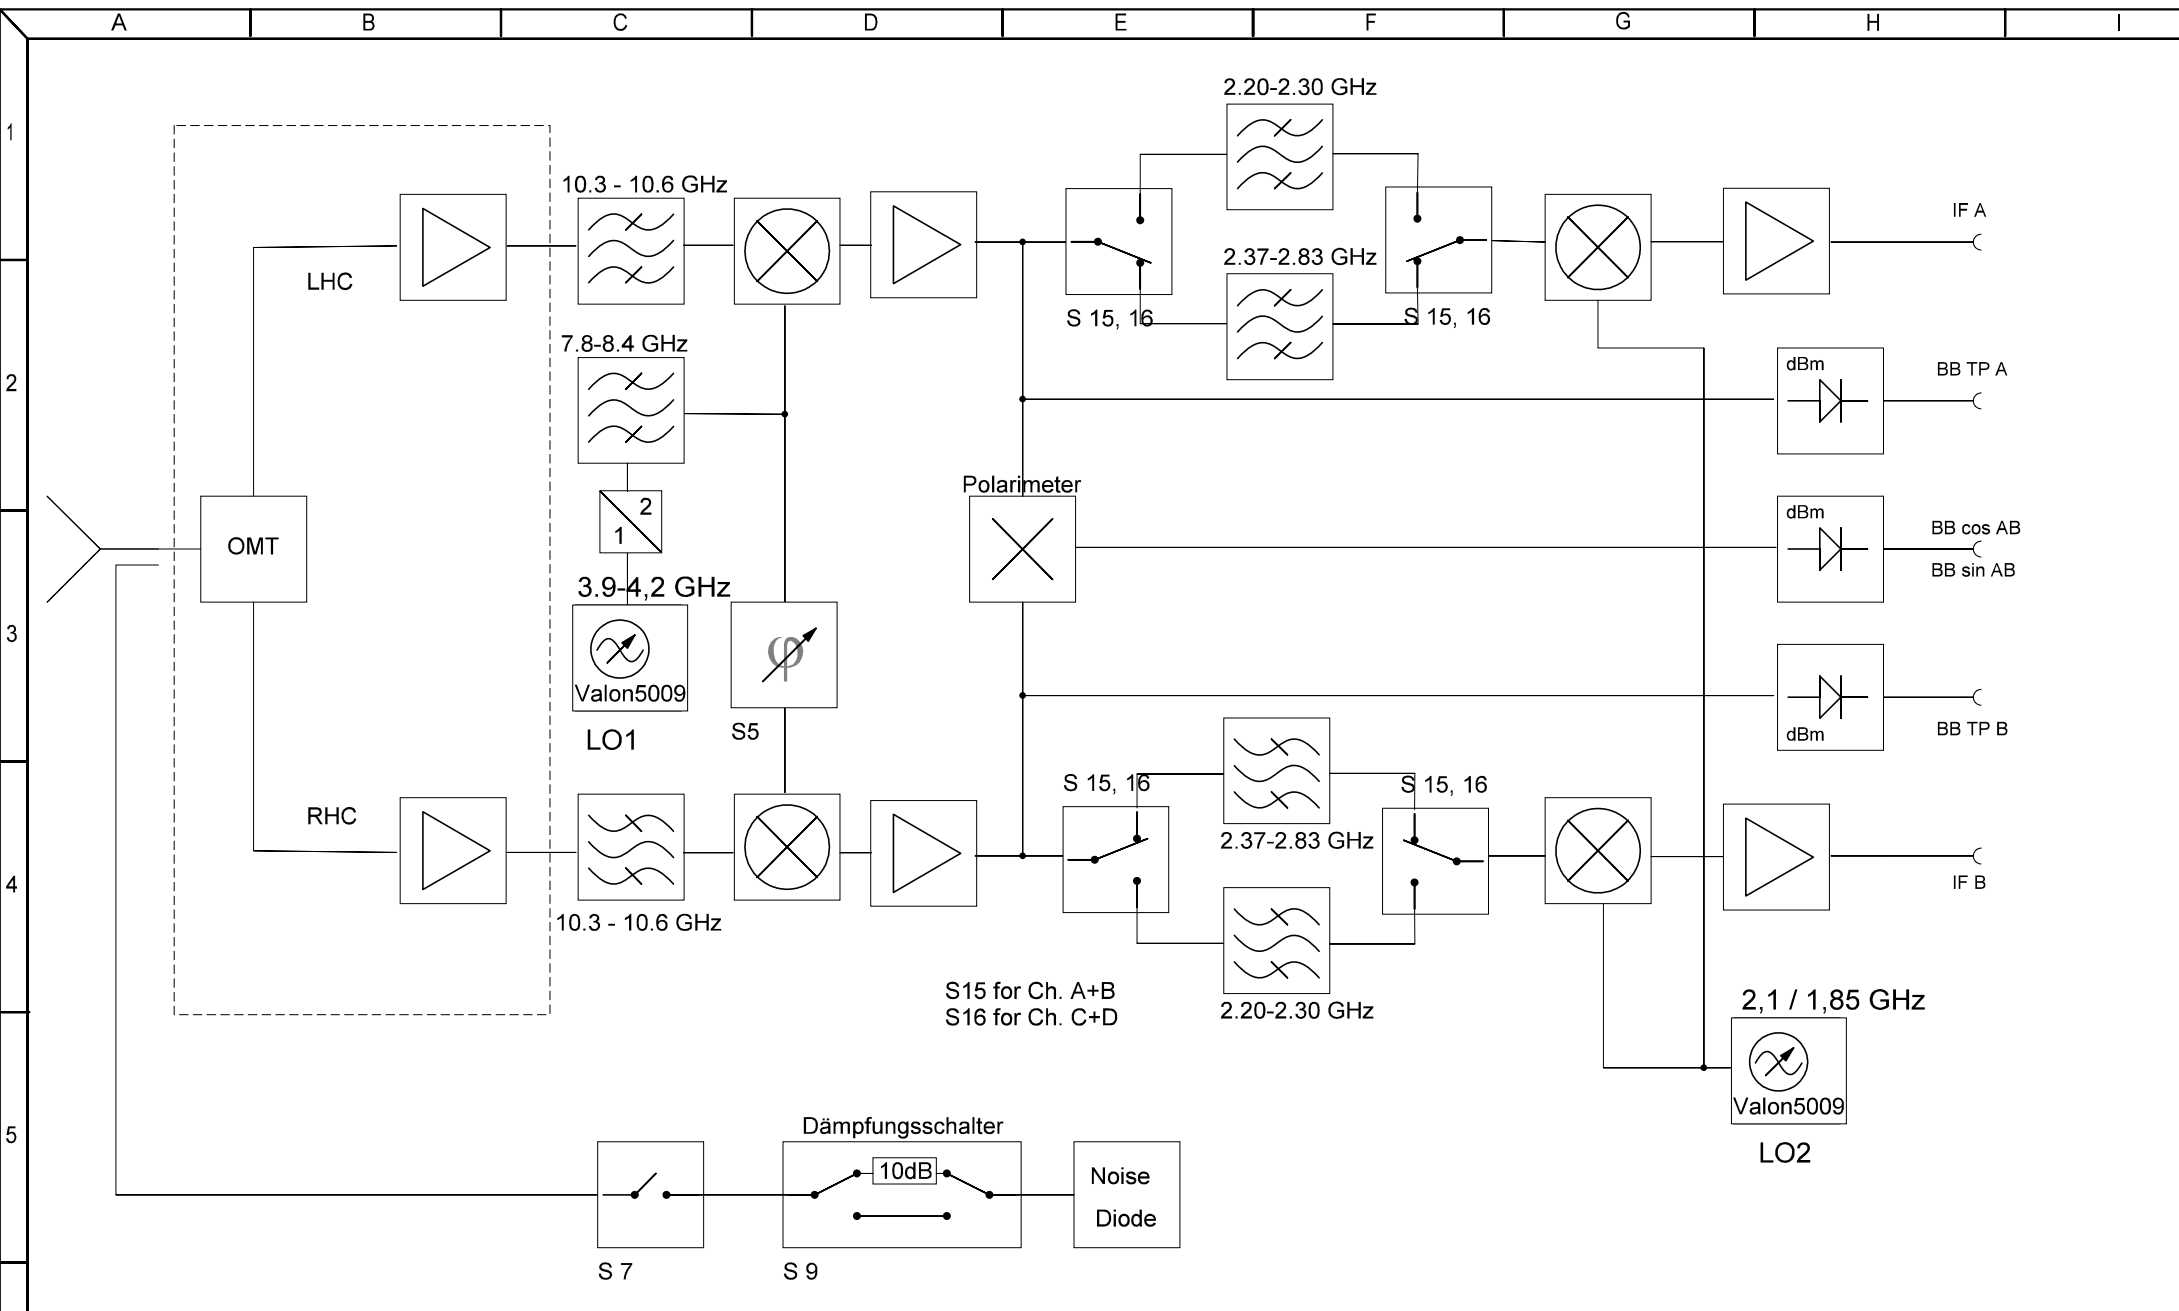 A B C D E F G H I
1
2
3
4
5
2.20-2.30 GHz
10.3 - 10.6 GHz
IF A
2.37-2.83 GHz
LHC
S 15, 16
S 15, 16
7.8-8.4 GHz
dBm
BB TP A
Polarimeter
2
1
OMT
dBm
BB cos AB
BB sin AB
3.9-4,2 GHz
φ
Valon5009
S5
LO1
dBm
BB TP B
S 15, 16
S 15, 16
RHC
2.37-2.83 GHz
IF B
10.3 - 10.6 GHz
S15 for Ch. A+B
S16 for Ch. C+D
2.20-2.30 GHz
2,1 / 1,85 GHz
Valon5009
LO2
Dämpfungsschalter
10dB
Noise
Diode
S 7
S 9